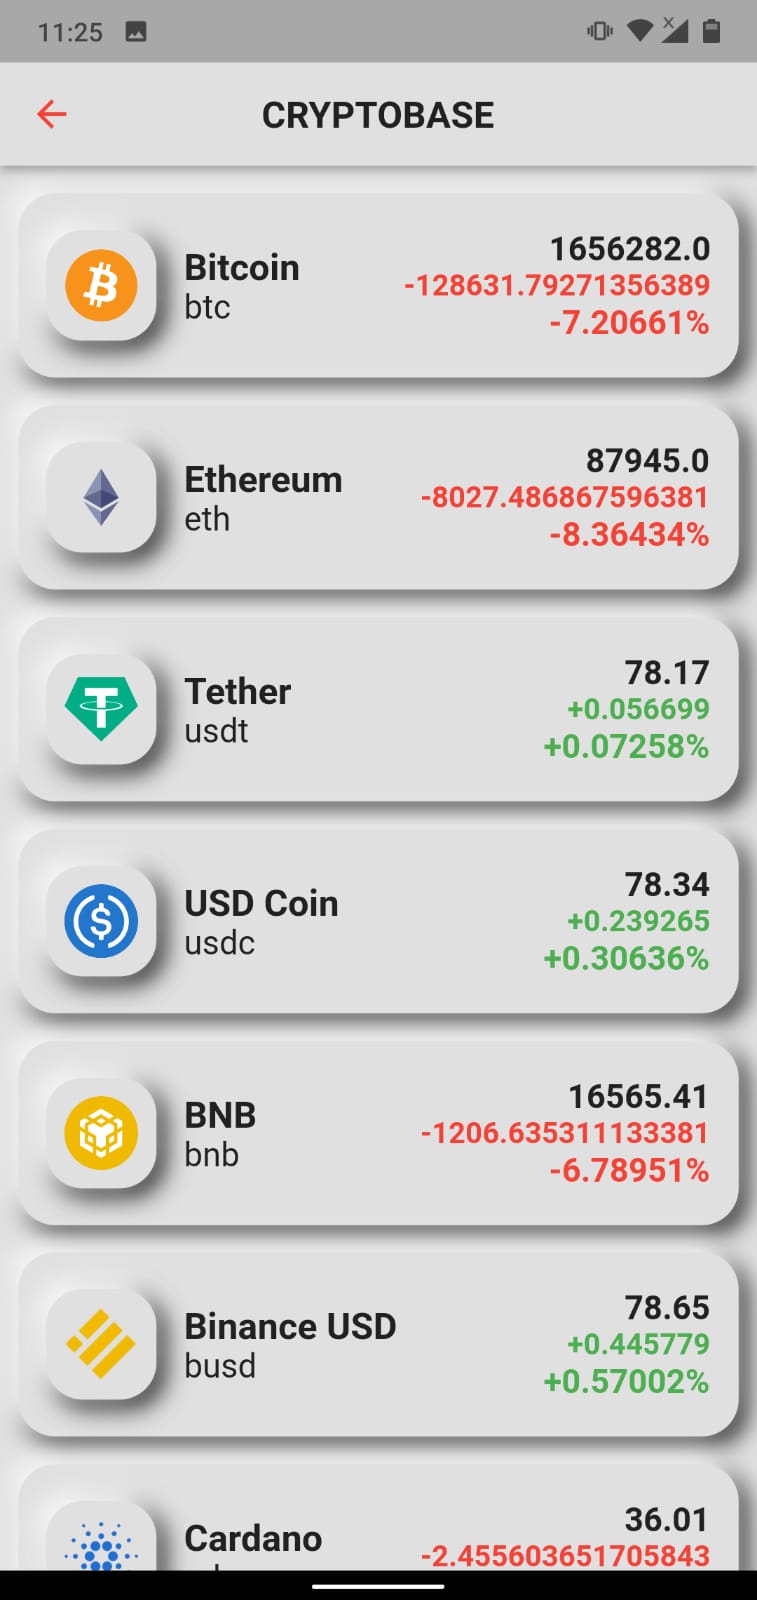 11:25
CRYPTOBASE
Bitcoin
btc
1656282.0
-128631.79271356389
-7.20661%
Ethereum
eth
87945.0
-8027.486867596381
-8.36434%
Tether
usdt
78.17
+0.056699
+0.07258%
USD Coin
usdc
78.34
+0.239265
+0.30636%
BNB
bnb
16565.41
-1206.635311133381
-6.78951%
Binance USD
busd
78.65
+0.445779
+0.57002%
Cardano
36.01
-2.455603651705843